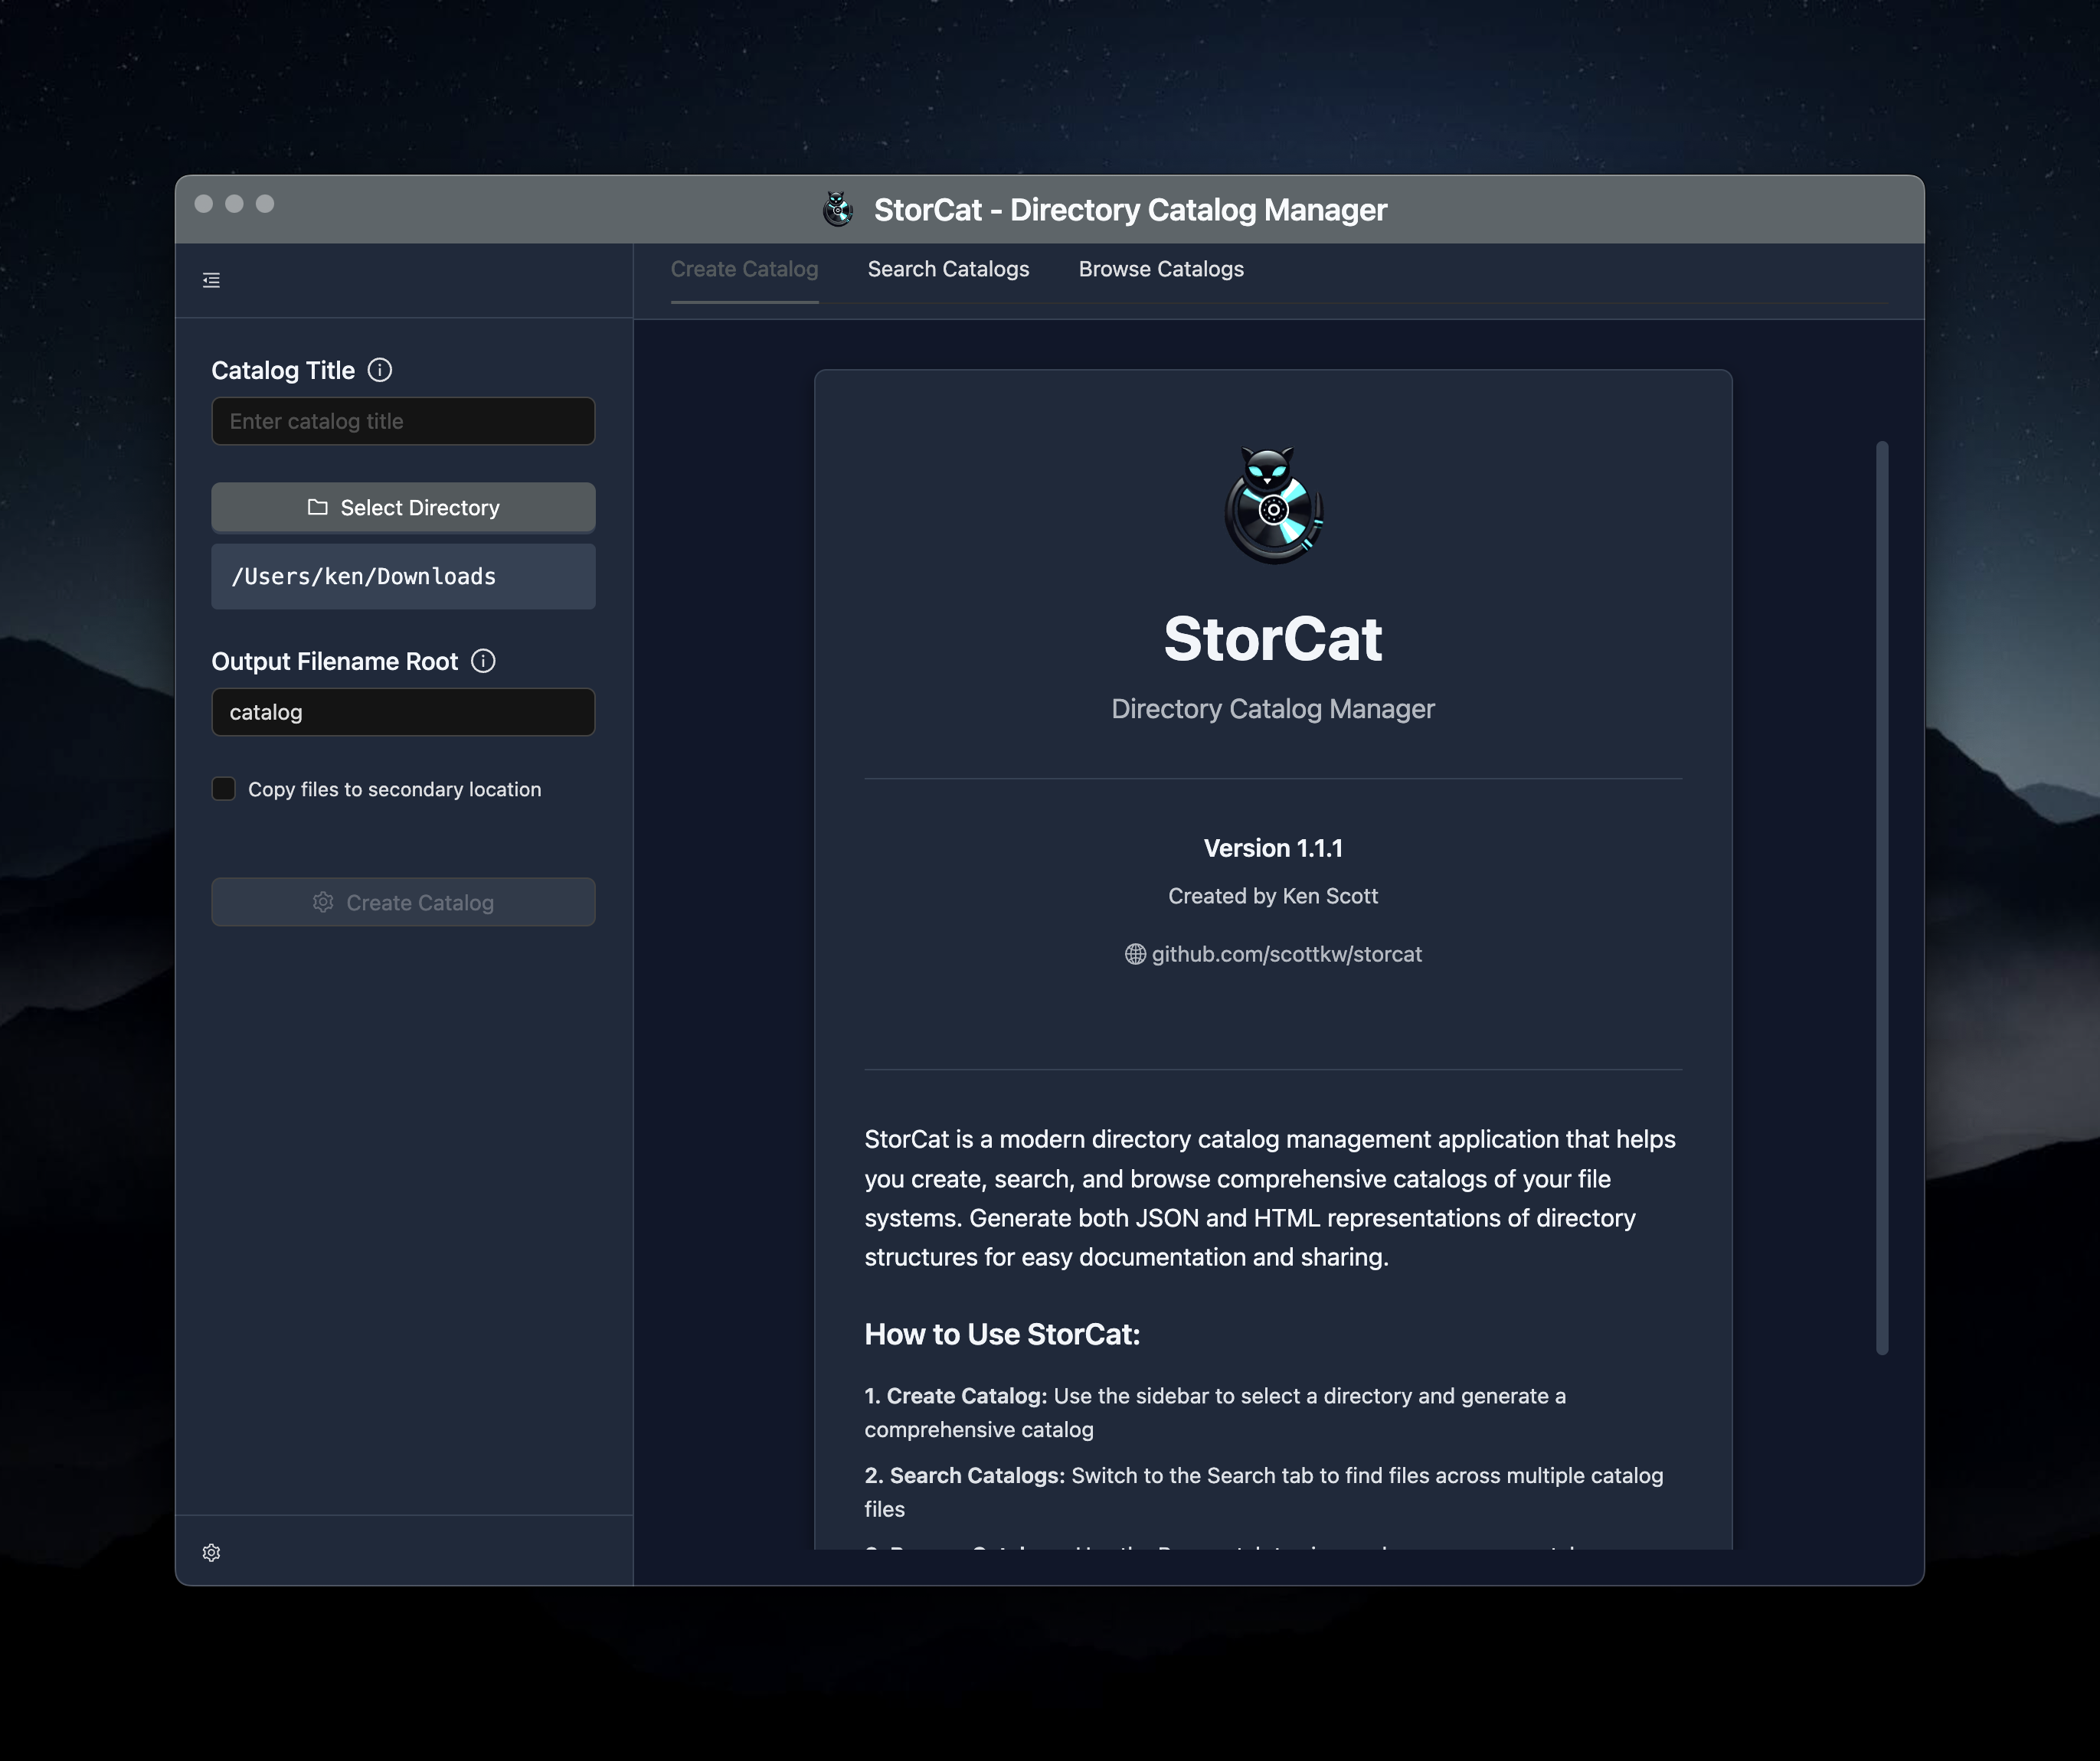 StorCat - Directory Catalog Manager
Create Catalog
Search Catalogs
Browse Catalogs
Catalog Title
Enter catalog title
Select Directory
/Users/ken/Downloads
Output Filename Root
catalog
Copy files to secondary location
Create Catalog
StorCat
Directory Catalog Manager
Version 1.1.1
Created by Ken Scott
github.com/scottkw/storcat
StorCat is a modern directory catalog management application that helps
you create, search, and browse comprehensive catalogs of your file
systems. Generate both JSON and HTML representations of directory
structures for easy documentation and sharing.
How to Use StorCat:
1. Create Catalog: Use the sidebar to select a directory and generate a
comprehensive catalog
2. Search Catalogs: Switch to the Search tab to find files across multiple catalog
files